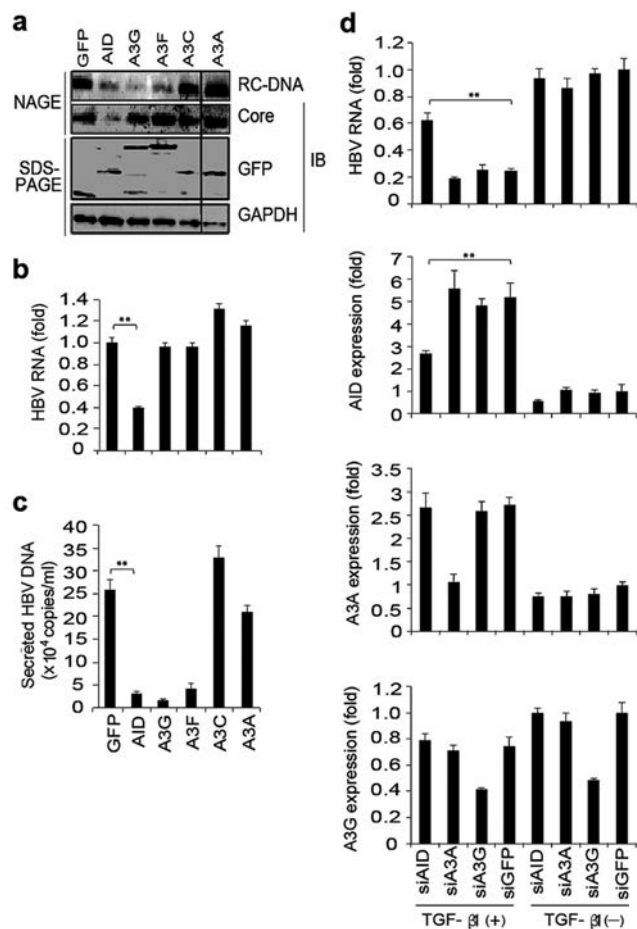 a
GFP
AID
A3G
A3F
A3C
A3A
NAGE
RC-DNA
Core
SDS-
PAGE
GFP
GAPDH
IB
b
HBV RNA (fold)
1.4
1.2
1.0
0.8
0.6
0.4
0.2
0
**
c
Secreted HBV DNA
(x10⁴ copies/ml)
40
35
30
25
20
15
10
5
0
**
GFP
AID
A3G
A3F
A3C
A3A
d
HBV RNA (fold)
1.2
1.0
0.8
0.6
0.4
0.2
0
**
AID expression (fold)
7
6
5
4
3
2
1
0
**
A3A expression (fold)
3.5
3
2.5
2
1.5
1
0.5
0
A3G expression (fold)
1.2
1.0
0.8
0.6
0.4
0.2
0
siAID
siA3A
siA3G
siGFP
siAID
siA3A
siA3G
siGFP
TGF- β1 (+)
TGF- β1 (−)